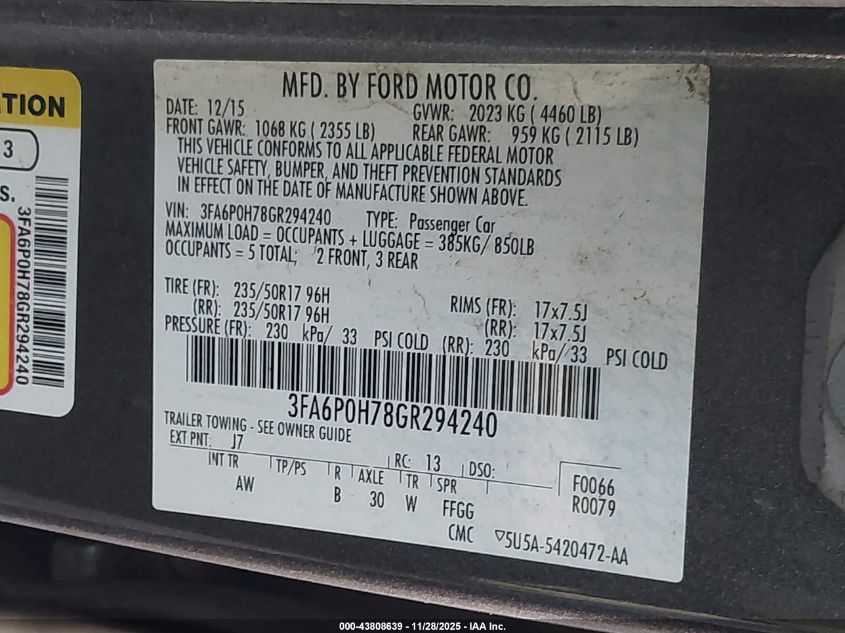 MFD. BY FORD MOTOR CO.
DATE: 12/15 GVWR: 2023 KG ( 4460 LB)
FRONT GAWR: 1068 KG ( 2355 LB) REAR GAWR: 959 KG ( 2115 LB)
THIS VEHICLE CONFORMS TO ALL APPLICABLE FEDERAL MOTOR
VEHICLE SAFETY, BUMPER, AND THEFT PREVENTION STANDARDS
IN EFFECT ON THE DATE OF MANUFACTURE SHOWN ABOVE.
VIN: 3FA6P0H78GR294240 TYPE: Passenger Car
MAXIMUM LOAD = OCCUPANTS + LUGGAGE = 385KG/ 850LB
OCCUPANTS = 5 TOTAL; 2 FRONT, 3 REAR
TIRE (FR): 235/50R17 96H RIMS (FR): 17x7.5J
(RR): 235/50R17 96H (RR): 17x7.5J
PRESSURE (FR): 230 kPa/ 33 PSI COLD (RR): 230 kPa/ 33 PSI COLD
3FA6P0H78GR294240
TRAILER TOWING - SEE OWNER GUIDE
EXT PNT: J7 RC: 13 DSO:
INT TR TP/PS R AXLE TR SPR F0066
AW B 30 W FFGG R0079
CMC ▽5U5A-5420472-AA
ATION
3
S.
3FA6P0H78GR294240
000-43808639 - 11/28/2025 - IAA Inc.